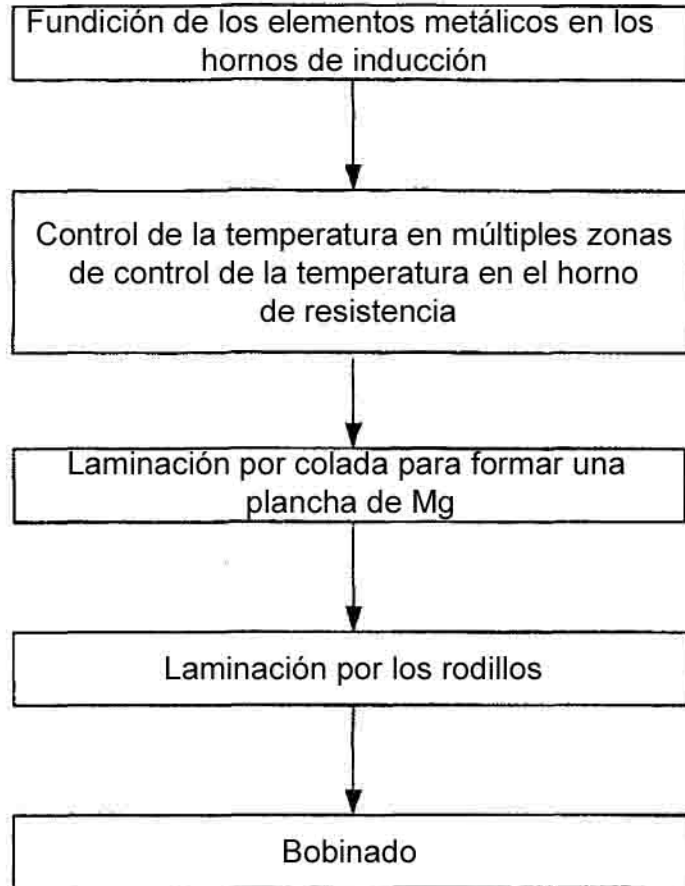 Fundición de los elementos metálicos en los
hornos de inducción
Control de la temperatura en múltiples zonas
de control de la temperatura en el horno
de resistencia
Laminación por colada para formar una
plancha de Mg
Laminación por los rodillos
Bobinado